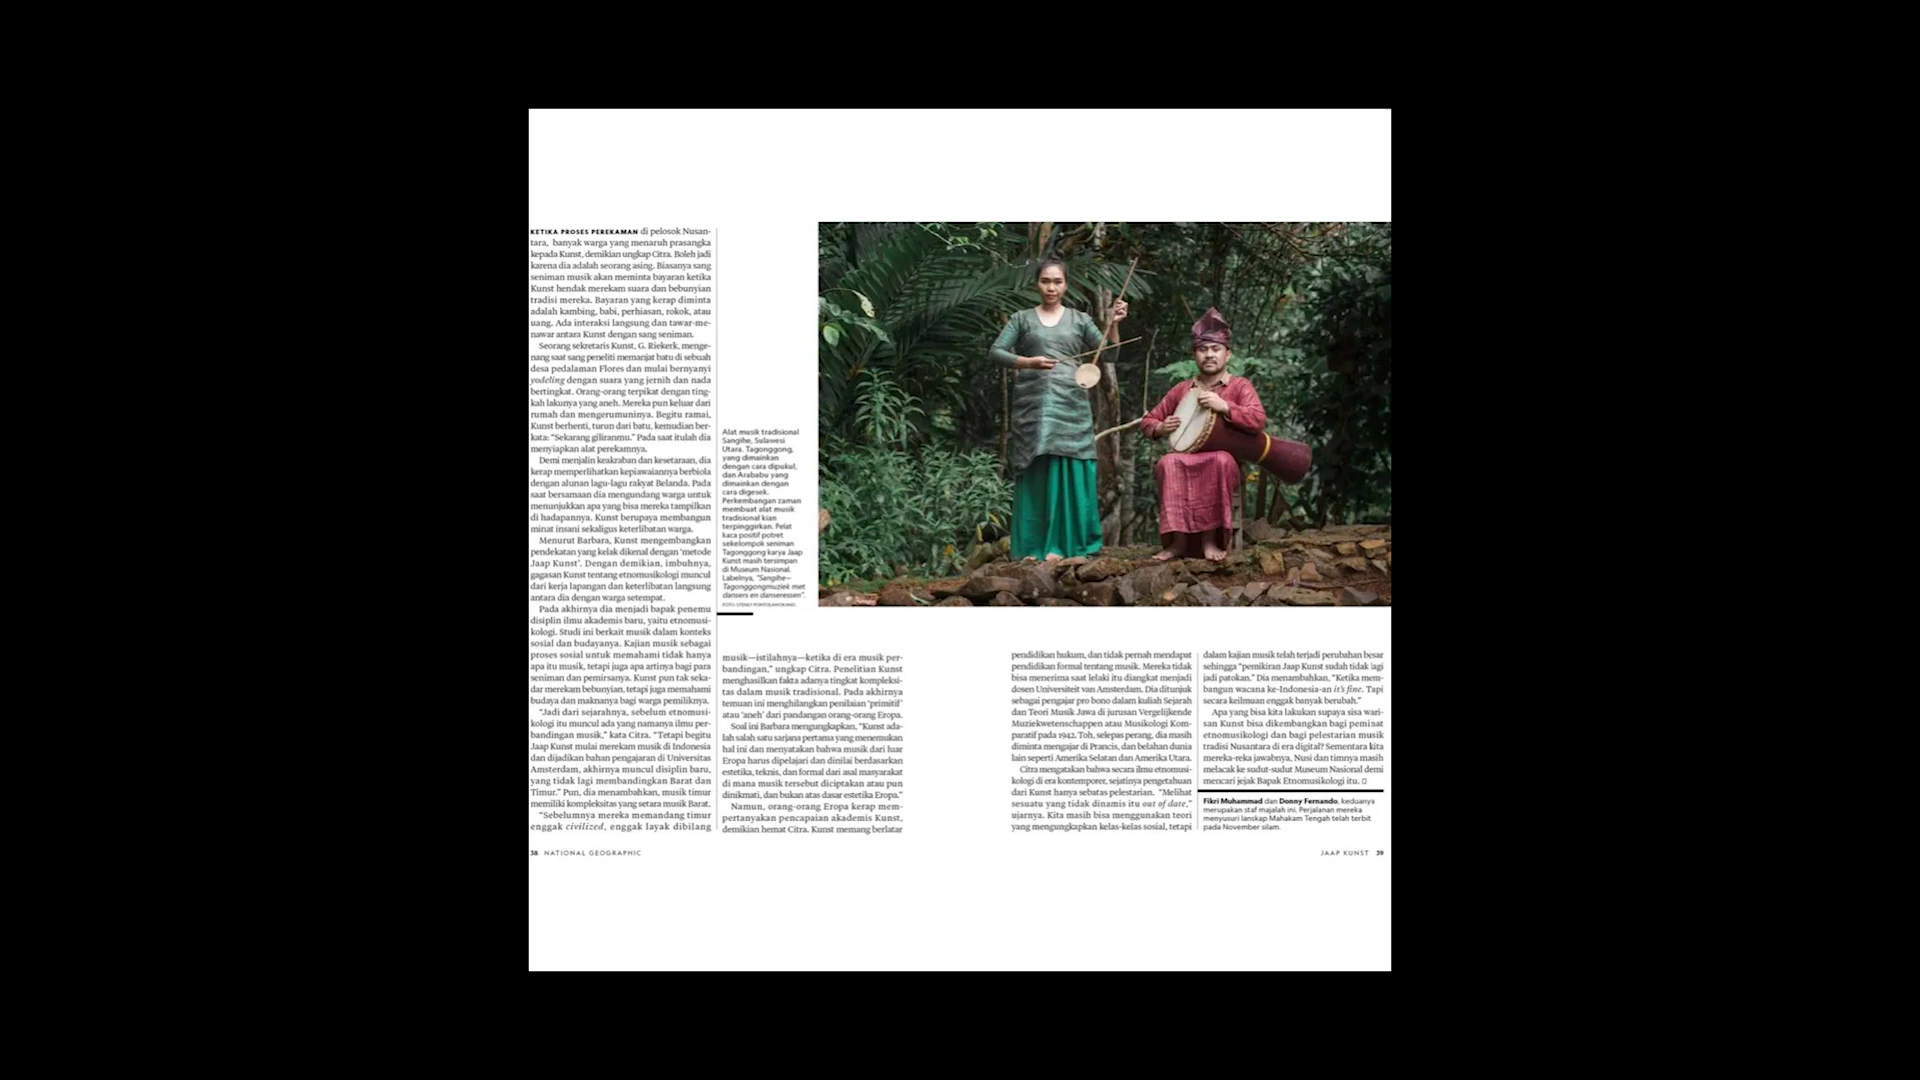 KETIKA PROSES PEREKAMAN di pelosok Nusan-
tara, banyak warga yang menaruh prasangka
kepada Kunst, demikian ungkap Citra. Boleh jadi
karena dia adalah seorang asing. Biasanya sang
seniman musik akan meminta bayaran ketika
Kunst hendak merekam suara dan bebunyian
tradisi mereka. Bayaran yang kerap diminta
adalah kambing, babi, perhiasan, rokok, atau
uang. Ada interaksi langsung dan tawar-me-
nawar antara Kunst dengan sang seniman.
Seorang sekretaris Kunst, G. Riekerk, menge-
nang saat sang peneliti memanjat batu di sebuah
desa pedalaman Flores dan mulai bernyanyi
yodeling dengan suara yang jernih dan nada
bertingkat. Orang-orang terpikat dengan ting-
kah lakunya yang aneh. Mereka pun keluar dari
rumah dan mengerumuninya. Begitu ramai,
Kunst berhenti, turun dari batu, kemudian ber-
kata: “Sekarang giliranmu.” Pada saat itulah dia
menyiapkan alat perekamnya.
Demi menjalin keakraban dan kesetaraan, dia
kerap memperlihatkan kepiawaiannya berbiola
dengan alunan lagu-lagu rakyat Belanda. Pada
saat bersamaan dia mengundang warga untuk
menunjukkan apa yang bisa mereka tampilkan
di hadapannya. Kunst berupaya membangun
minat insani sekaligus keterlibatan warga.
Menurut Barbara, Kunst mengembangkan
pendekatan yang kelak dikenal dengan ‘metode
Jaap Kunst’. Dengan demikian, imbuhnya,
gagasan Kunst tentang etnomusikologi muncul
dari kerja lapangan dan keterlibatan langsung
antara dia dengan warga setempat.
Pada akhirnya dia menjadi bapak penemu
disiplin ilmu akademis baru, yaitu etnomusi-
kologi. Studi ini berkait musik dalam konteks
sosial dan budayanya. Kajian musik sebagai
proses sosial untuk memahami tidak hanya
apa itu musik, tetapi juga apa artinya bagi para
seniman dan pemirsanya. Kunst pun tak seka-
dar merekam bebunyian, tetapi juga memahami
budaya dan maknanya bagi warga pemiliknya.
“Jadi dari sejarahnya, sebelum etnomusi-
kologi itu muncul ada yang namanya ilmu per-
bandingan musik,” kata Citra. “Tetapi begitu
Jaap Kunst mulai merekam musik di Indonesia
dan dijadikan bahan pengajaran di Universitas
Amsterdam, akhirnya muncul disiplin baru,
yang tidak lagi membandingkan Barat dan
Timur.” Pun, dia menambahkan, musik timur
memiliki kompleksitas yang setara musik Barat.
“Sebelumnya mereka memandang timur
enggak civilized, enggak layak dibilang
Alat musik tradisional
Sangihe, Sulawesi
Utara. Tagonggong,
yang dimainkan
dengan cara dipukul,
dan Arababu yang
dimainkan dengan
cara digesek.
Perkembangan zaman
membuat alat musik
tradisional kian
terpinggirkan. Pelat
kaca positif potret
sekelompok seniman
Tagonggong karya Jaap
Kunst masih tersimpan
di Museum Nasional.
Labelnya, “Sangihe—
Tagonggongmuziek met
dansers en danseressen”.
musik—istilahnya—ketika di era musik per-
bandingan,” ungkap Citra. Penelitian Kunst
menghasilkan fakta adanya tingkat kompleksi-
tas dalam musik tradisional. Pada akhirnya
temuan ini menghilangkan penilaian ‘primitif’
atau ‘aneh’ dari pandangan orang-orang Eropa.
Soal ini Barbara mengungkapkan, “Kunst ada-
lah salah satu sarjana pertama yang menemukan
hal ini dan menyatakan bahwa musik dari luar
Eropa harus dipelajari dan dinilai berdasarkan
estetika, teknis, dan formal dari asal masyarakat
di mana musik tersebut diciptakan atau pun
dinikmati, dan bukan atas dasar estetika Eropa.”
Namun, orang-orang Eropa kerap mem-
pertanyakan pencapaian akademis Kunst,
demikian hemat Citra. Kunst memang berlatar
pendidikan hukum, dan tidak pernah mendapat
pendidikan formal tentang musik. Mereka tidak
bisa menerima saat lelaki itu diangkat menjadi
dosen Universiteit van Amsterdam. Dia ditunjuk
sebagai pengajar pro bono dalam kuliah Sejarah
dan Teori Musik Jawa di jurusan Vergelijkende
Muziekwetenschappen atau Musikologi Kom-
paratif pada 1942. Toh, selepas perang, dia masih
diminta mengajar di Prancis, dan belahan dunia
lain seperti Amerika Selatan dan Amerika Utara.
Citra mengatakan bahwa secara ilmu etnomusi-
kologi di era kontemporer, sejatinya pengetahuan
dari Kunst hanya sebatas pelestarian. “Melihat
sesuatu yang tidak dinamis itu out of date,”
ujarnya. Kita masih bisa menggunakan teori
yang mengungkapkan kelas-kelas sosial, tetapi
dalam kajian musik telah terjadi perubahan besar
sehingga “pemikiran Jaap Kunst sudah tidak lagi
jadi patokan.” Dia menambahkan, “Ketika mem-
bangun wacana ke-Indonesia-an it’s fine. Tapi
secara keilmuan enggak banyak berubah.”
Apa yang bisa kita lakukan supaya sisa wari-
san Kunst bisa dikembangkan bagi peminat
etnomusikologi dan bagi pelestarian musik
tradisi Nusantara di era digital? Sementara kita
mereka-reka jawabnya, Nusi dan timnya masih
melacak ke sudut-sudut Museum Nasional demi
mencari jejak Bapak Etnomusikologi itu. □
Fikri Muhammad dan Donny Fernando, keduanya
merupakan staf majalah ini. Perjalanan mereka
menyusuri lanskap Mahakam Tengah telah terbit
pada November silam.
38 NATIONAL GEOGRAPHIC
JAAP KUNST 39